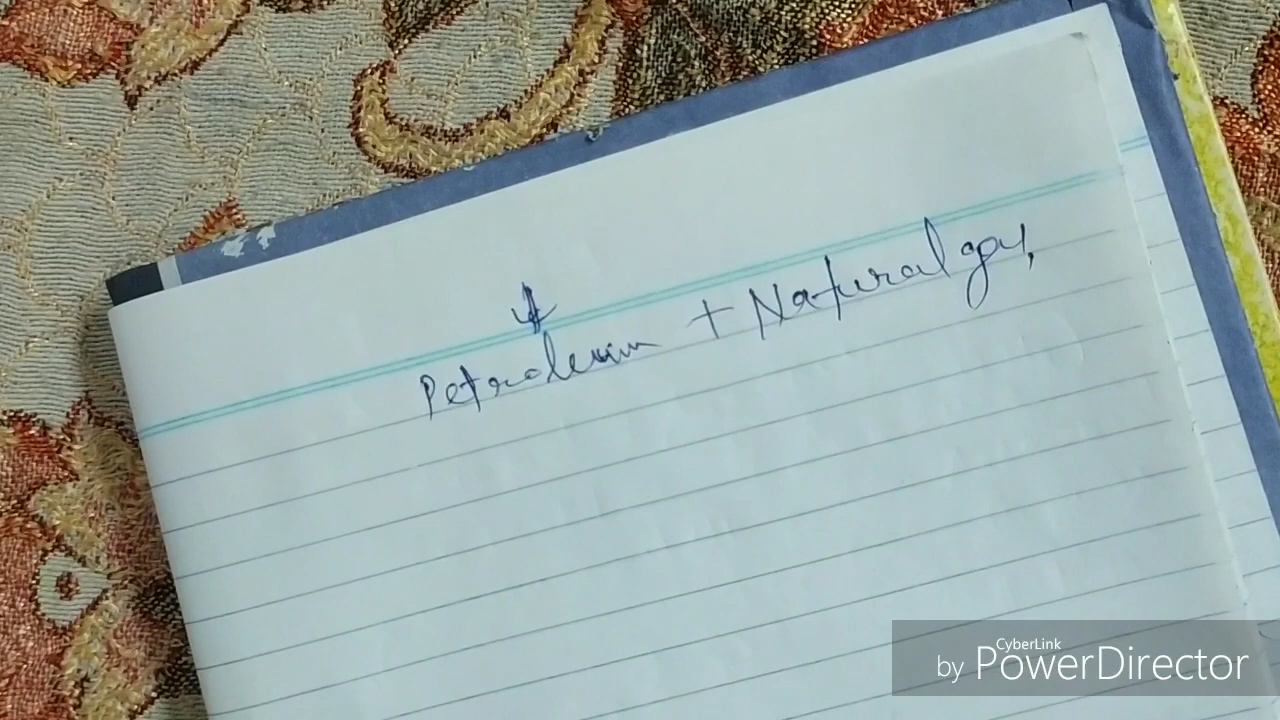 ↓
Petroleum + Natural gas,
CyberLink
by PowerDirector